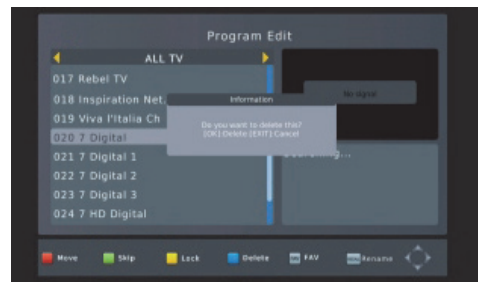 Program Edit
ALL TV
017 Rebel TV
018 Inspiration Net.
019 Viva l'Italia Ch
020 7 Digital
021 7 Digital 1
022 7 Digital 2
023 7 Digital 3
024 7 HD Digital
No signal
Information
Do you want to delete this?
[OK]:Delete [EXIT]:Cancel
Move
Skip
Lock
Delete
FAV
Rename